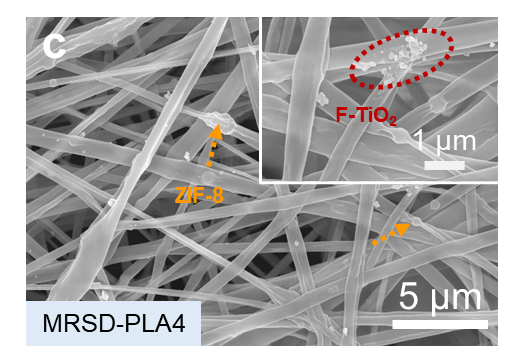 c
F-TiO₂
1 μm
ZIF-8
5 μm
MRSD-PLA4